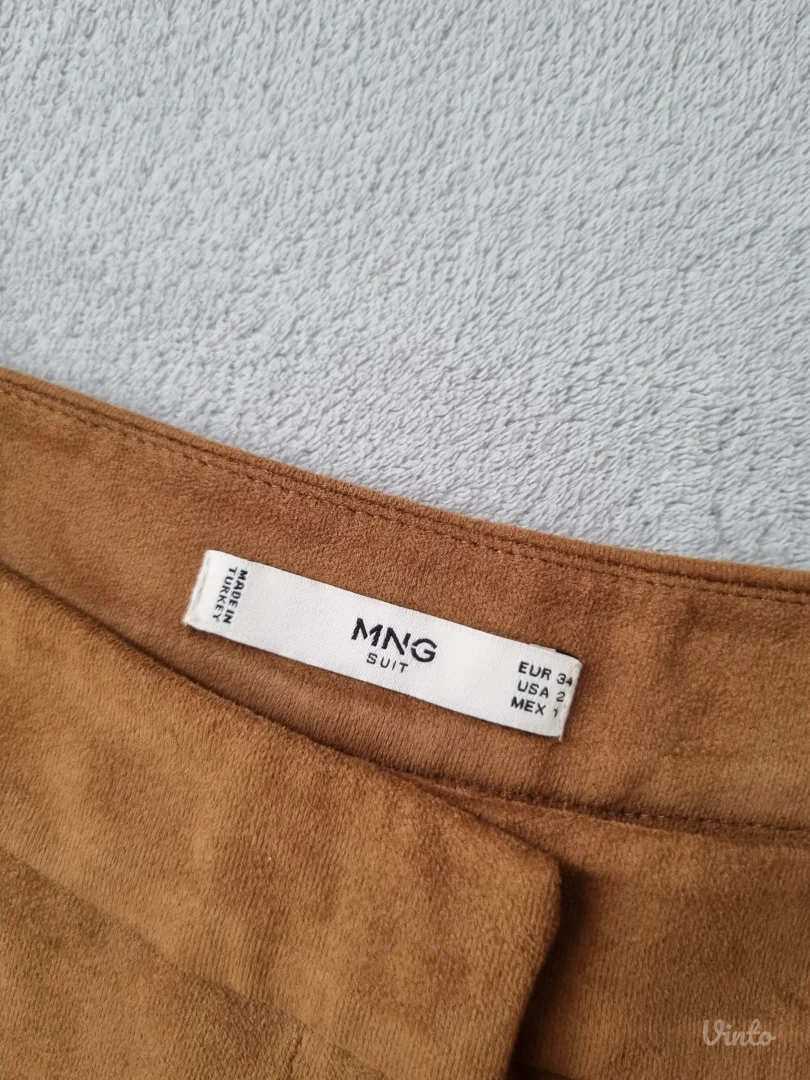 MADE IN
TURKEY
MNG
SUIT
EUR 34
USA 2
MEX 1
Vinto